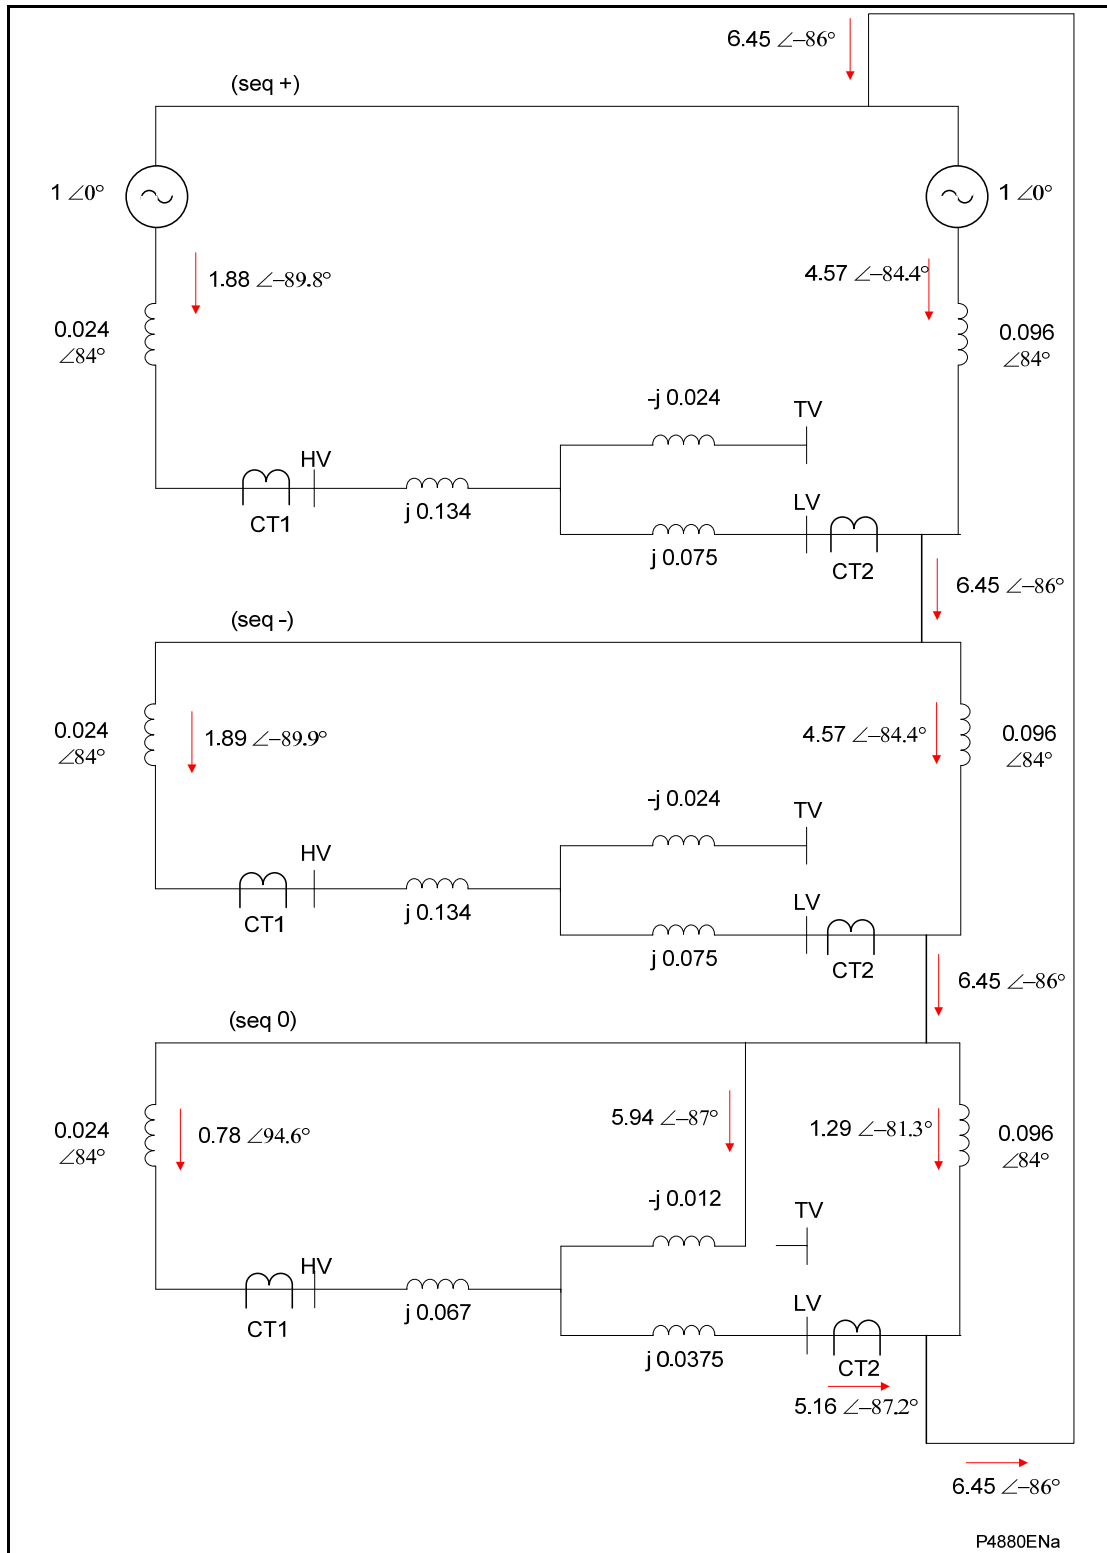 6.45 ∠–86°
(seq +)
1 ∠0°
1 ∠0°
1.88 ∠–89.8°
4.57 ∠–84.4°
0.024
∠84°
0.096
∠84°
-j 0.024
TV
HV
j 0.134
CT1
LV
j 0.075
CT2
6.45 ∠–86°
(seq -)
0.024
∠84°
1.89 ∠–89.9°
4.57 ∠–84.4°
0.096
∠84°
-j 0.024
TV
HV
j 0.134
CT1
LV
j 0.075
CT2
6.45 ∠–86°
(seq 0)
0.024
∠84°
0.78 ∠94.6°
5.94 ∠–87°
1.29 ∠–81.3°
0.096
∠84°
-j 0.012
TV
HV
j 0.067
CT1
LV
j 0.0375
CT2
5.16 ∠–87.2°
6.45 ∠–86°
P4880ENa